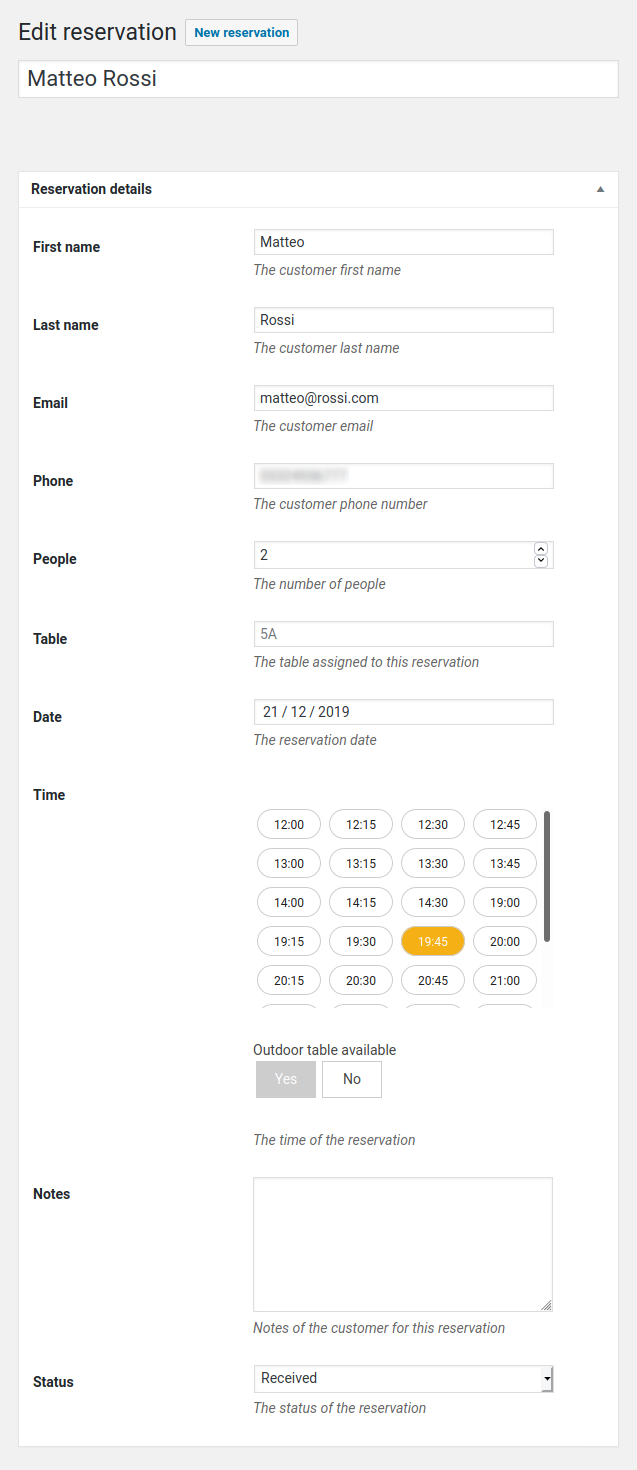 Edit reservation New reservation
Matteo Rossi
Reservation details
First name Matteo
The customer first name
Last name Rossi
The customer last name
Email matteo@rossi.com
The customer email
Phone
The customer phone number
People 2
The number of people
Table 5A
The table assigned to this reservation
Date 21 / 12 / 2019
The reservation date
Time
12:00 12:15 12:30 12:45
13:00 13:15 13:30 13:45
14:00 14:15 14:30 19:00
19:15 19:30 19:45 20:00
20:15 20:30 20:45 21:00
Outdoor table available
Yes No
The time of the reservation
Notes
Notes of the customer for this reservation
Status Received
The status of the reservation